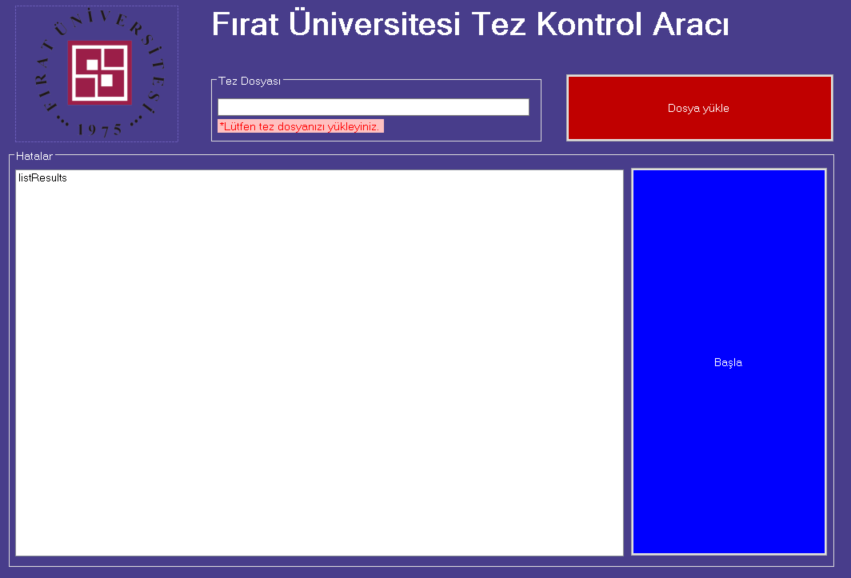 FIRAT ÜNİVERSİTESİ
1975
Fırat Üniversitesi Tez Kontrol Aracı
Tez Dosyası
*Lütfen tez dosyanızı yükleyiniz.
Dosya yükle
Hatalar
listResults
Başla